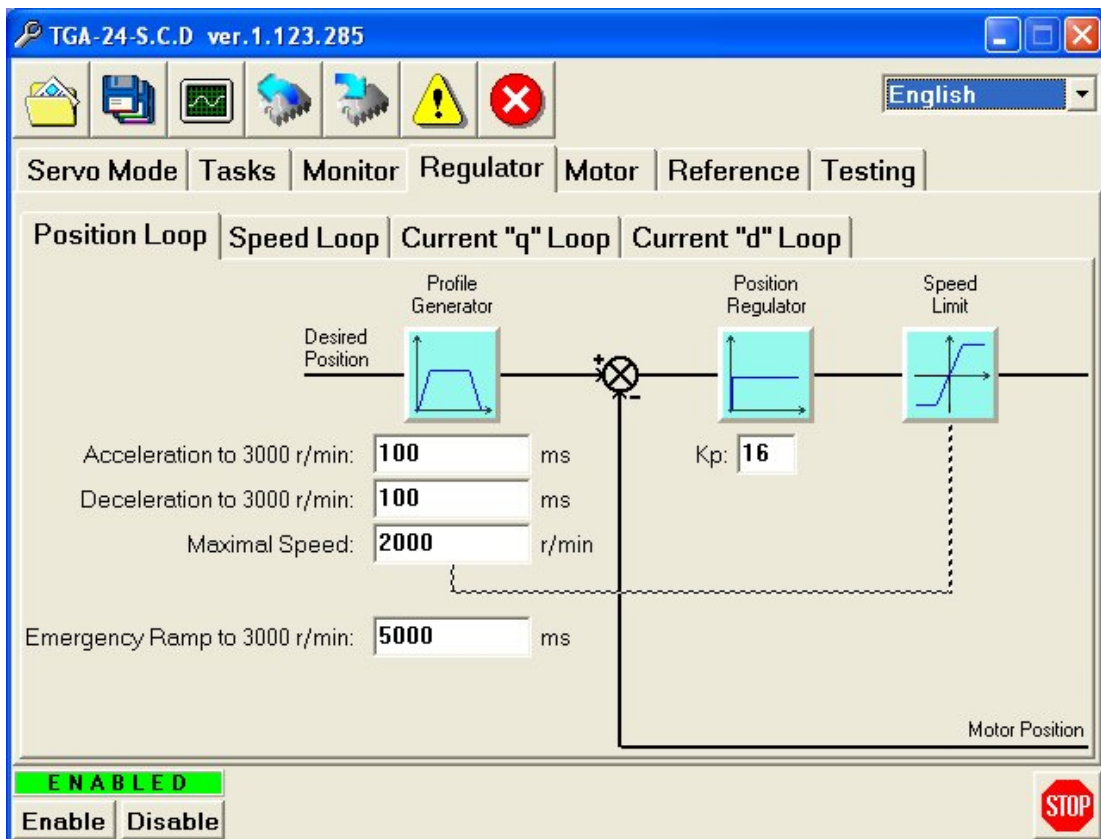 TGA-24-S.C.D ver.1.123.285
English
Servo Mode Tasks Monitor Regulator Motor Reference Testing
Position Loop Speed Loop Current "q" Loop Current "d" Loop
Profile
Generator
Position
Regulator
Speed
Limit
Desired
Position
+
-
Acceleration to 3000 r/min: 100 ms
Kp: 16
Deceleration to 3000 r/min: 100 ms
Maximal Speed: 2000 r/min
Emergency Ramp to 3000 r/min: 5000 ms
Motor Position
ENABLED
Enable Disable
STOP